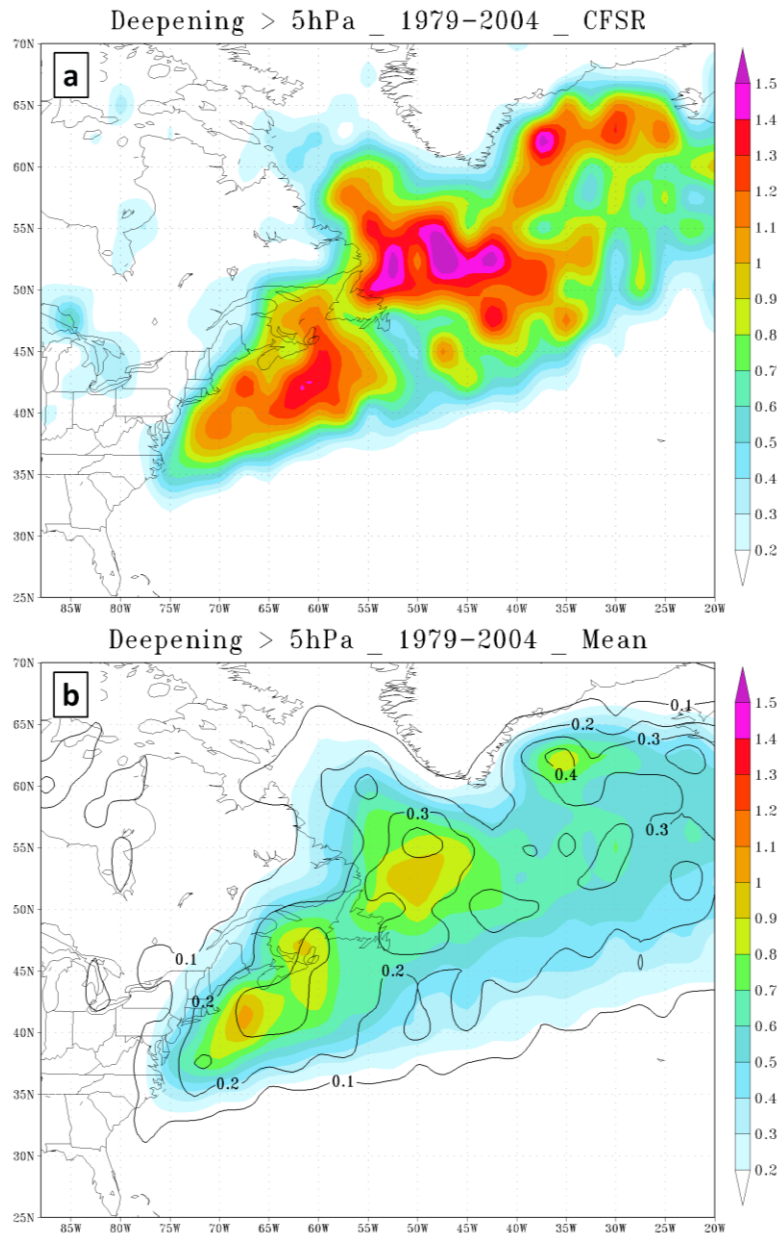 Deepening > 5hPa _ 1979-2004 _ CFSR
a
70N
65N
60N
55N
50N
45N
40N
35N
30N
25N
85W 80W 75W 70W 65W 60W 55W 50W 45W 40W 35W 30W 25W 20W
1.5
1.4
1.3
1.2
1.1
1
0.9
0.8
0.7
0.6
0.5
0.4
0.3
0.2
Deepening > 5hPa _ 1979-2004 _ Mean
b
70N
65N
60N
55N
50N
45N
40N
35N
30N
25N
0.1
0.2
0.3
0.4
0.3
0.3
0.1
0.2
0.2
0.2
0.1
85W 80W 75W 70W 65W 60W 55W 50W 45W 40W 35W 30W 25W 20W
1.5
1.4
1.3
1.2
1.1
1
0.9
0.8
0.7
0.6
0.5
0.4
0.3
0.2